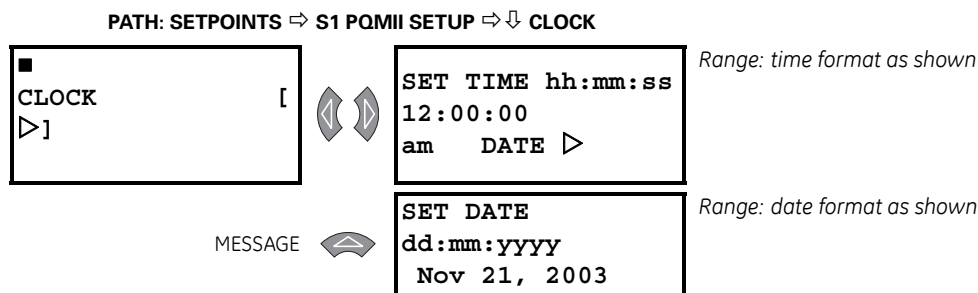 PATH: SETPOINTS ⇨ S1 PQMII SETUP ⇨⇩ CLOCK
■
CLOCK [
▷]
SET TIME hh:mm:ss
12:00:00
am DATE ▷
Range: time format as shown
MESSAGE
SET DATE
dd:mm:yyyy
Nov 21, 2003
Range: date format as shown